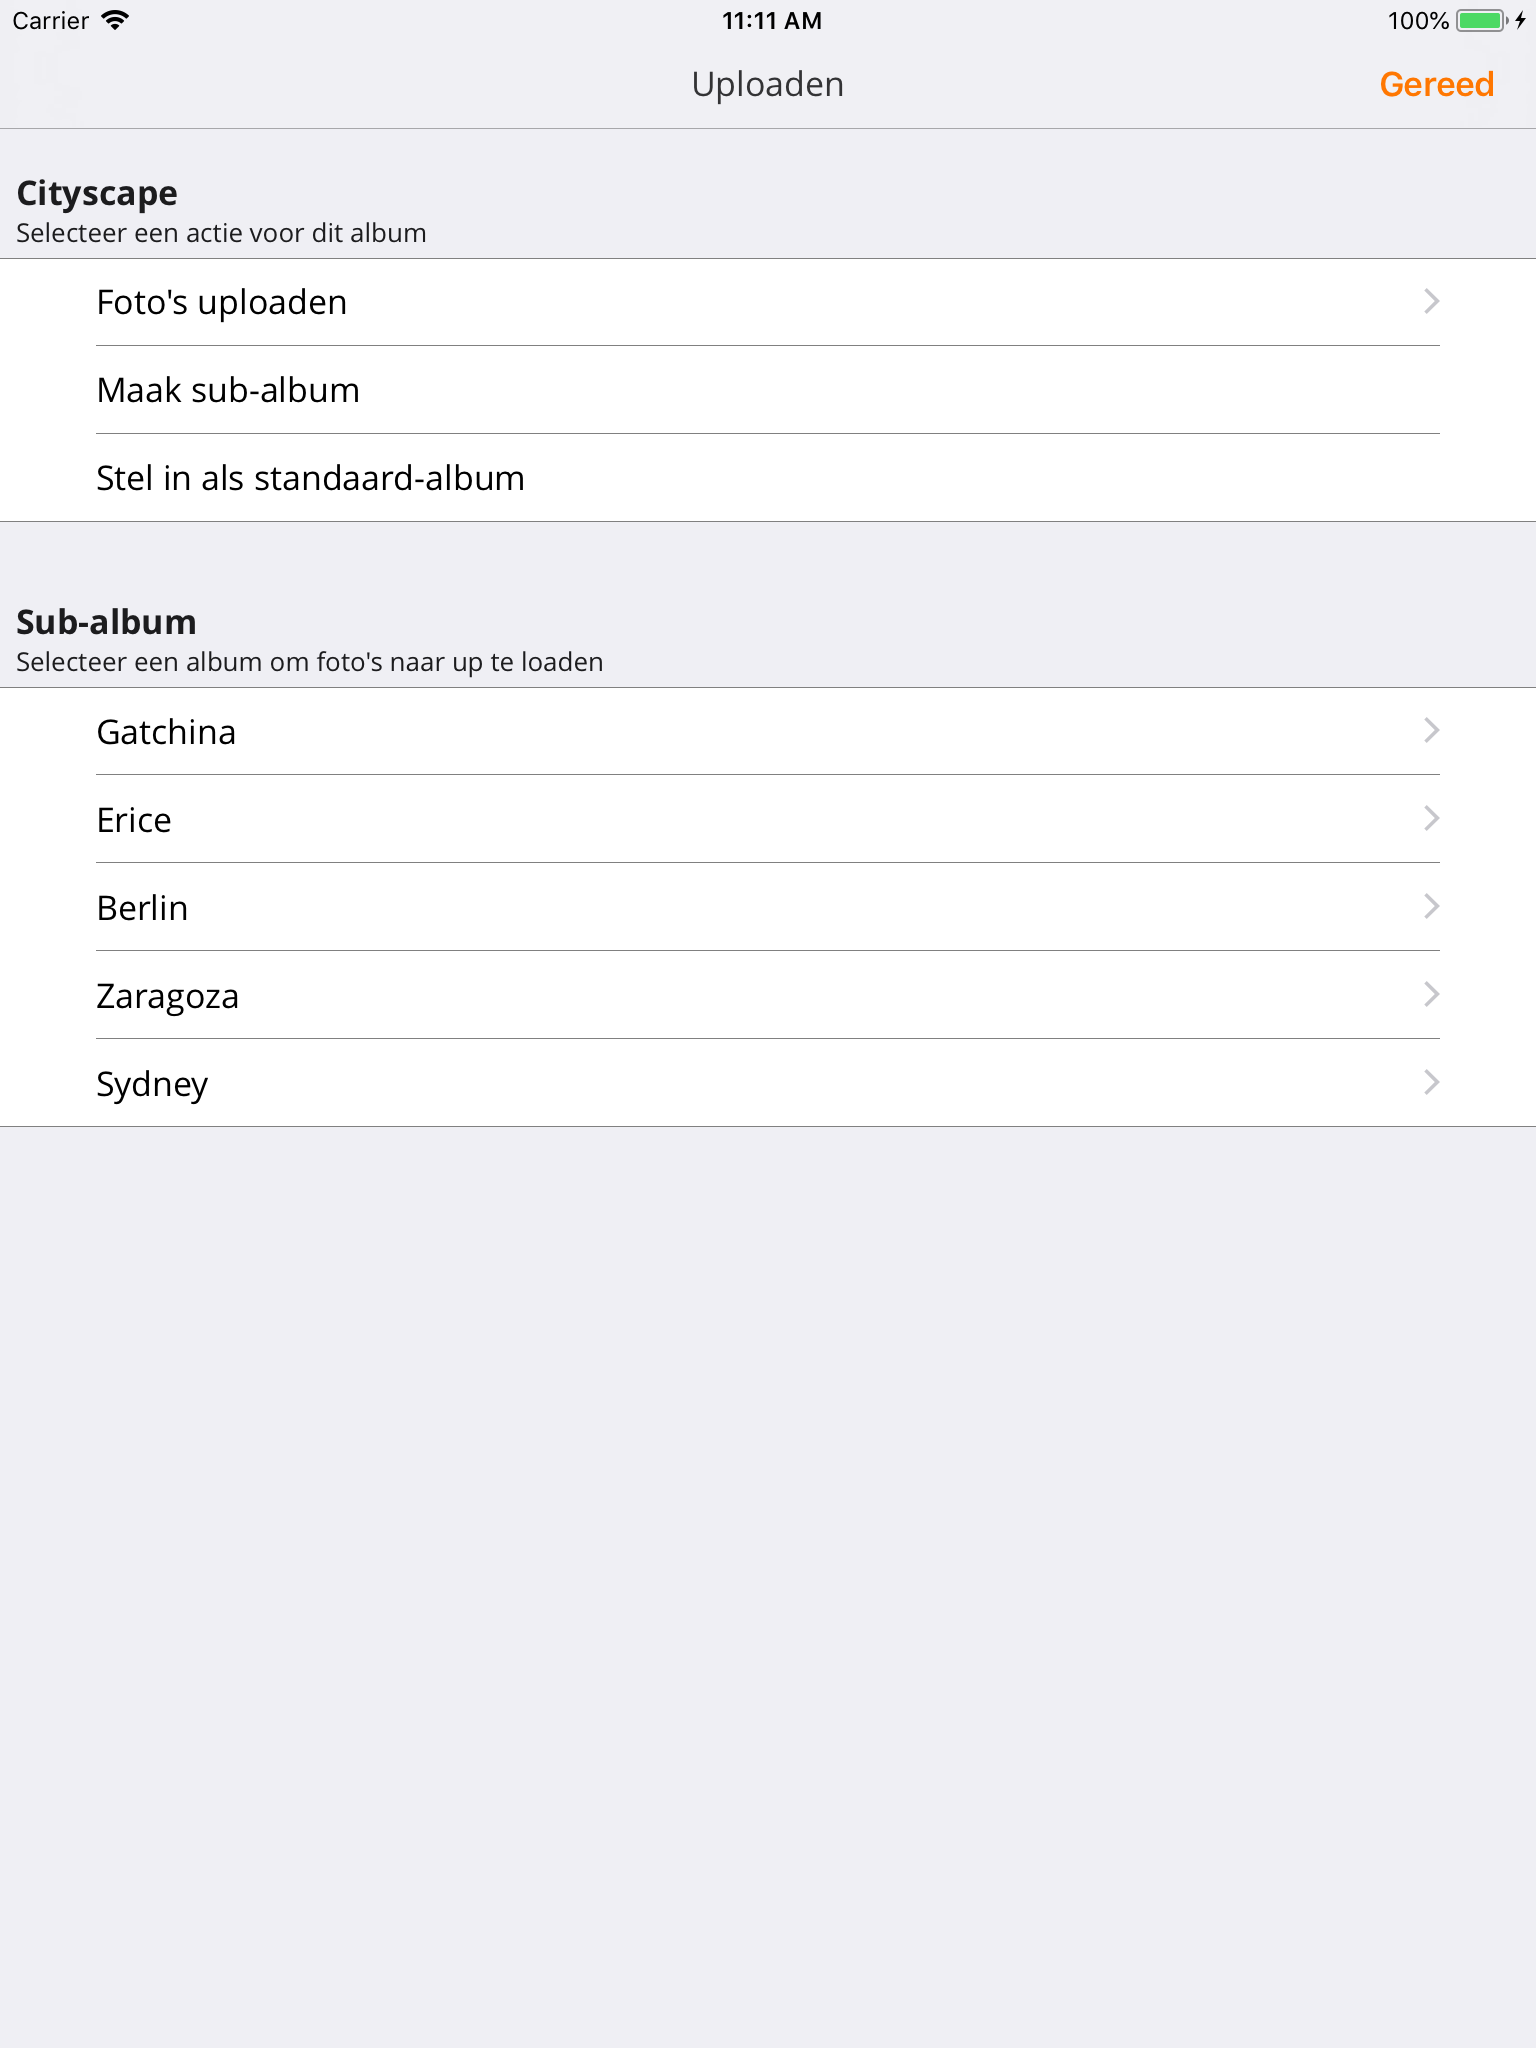 Carrier 11:11 AM 100%
Uploaden Gereed
Cityscape
Selecteer een actie voor dit album
Foto's uploaden
Maak sub-album
Stel in als standaard-album
Sub-album
Selecteer een album om foto's naar up te loaden
Gatchina
Erice
Berlin
Zaragoza
Sydney